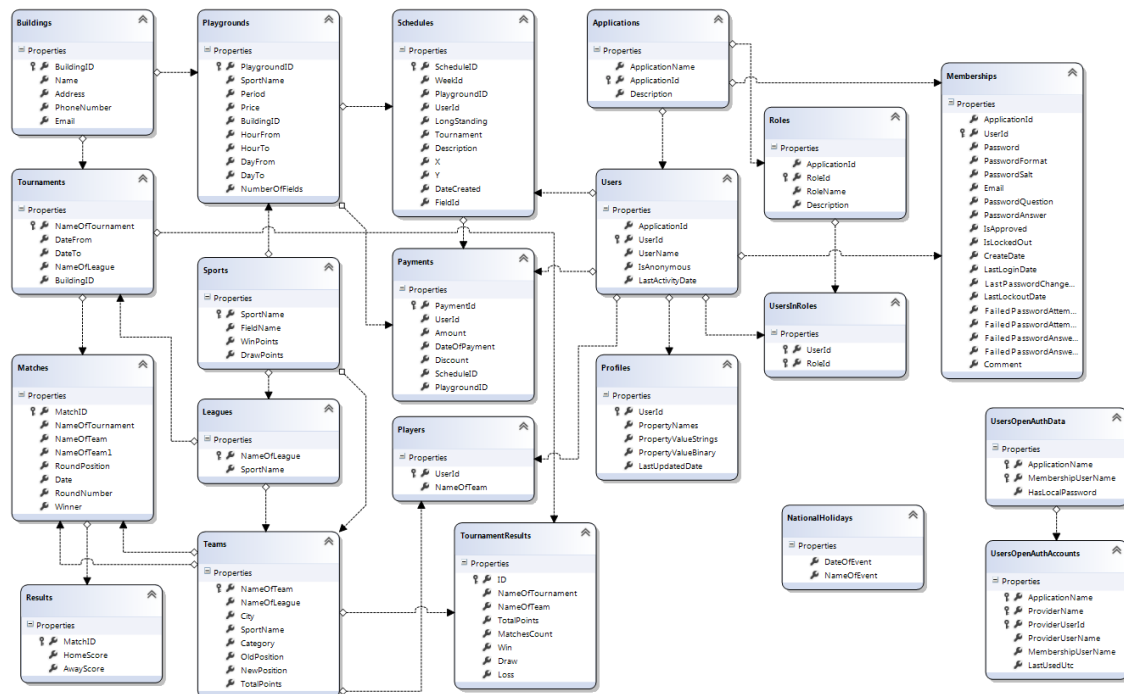 Buildings
Properties
BuildingID
Name
Address
PhoneNumber
Email
Playgrounds
Properties
PlaygroundID
SportName
Period
Price
BuildingID
HourFrom
HourTo
DayFrom
DayTo
NumberOfFields
Schedules
Properties
ScheduleID
WeekId
PlaygroundID
UserId
LongStanding
Tournament
Description
X
Y
DateCreated
FieldId
Applications
Properties
ApplicationName
ApplicationId
Description
Memberships
Properties
ApplicationId
UserId
Password
PasswordFormat
PasswordSalt
Email
PasswordQuestion
PasswordAnswer
IsApproved
IsLockedOut
CreateDate
LastLoginDate
LastPasswordChange...
LastLockoutDate
FailedPasswordAttem...
FailedPasswordAttem...
FailedPasswordAnswe...
FailedPasswordAnswe...
Comment
Roles
Properties
ApplicationId
RoleId
RoleName
Description
Tournaments
Properties
NameOfTournament
DateFrom
DateTo
NameOfLeague
BuildingID
Users
Properties
ApplicationId
UserId
UserName
IsAnonymous
LastActivityDate
Sports
Properties
SportName
FieldName
WinPoints
DrawPoints
Payments
Properties
PaymentId
UserId
Amount
DateOfPayment
Discount
ScheduleID
PlaygroundID
UsersInRoles
Properties
UserId
RoleId
Matches
Properties
MatchID
NameOfTournament
NameOfTeam
NameOfTeam1
RoundPosition
Date
RoundNumber
Winner
Profiles
Properties
UserId
PropertyNames
PropertyValueStrings
PropertyValueBinary
LastUpdatedDate
Leagues
Properties
NameOfLeague
SportName
Players
Properties
UserId
NameOfTeam
UsersOpenAuthData
Properties
ApplicationName
MembershipUserName
HasLocalPassword
Teams
Properties
NameOfTeam
NameOfLeague
City
SportName
Category
OldPosition
NewPosition
TotalPoints
TournamentResults
Properties
ID
NameOfTournament
NameOfTeam
TotalPoints
MatchesCount
Win
Draw
Loss
NationalHolidays
Properties
DateOfEvent
NameOfEvent
UsersOpenAuthAccounts
Properties
ApplicationName
ProviderName
ProviderUserId
ProviderUserName
MembershipUserName
LastUsedUtc
Results
Properties
MatchID
HomeScore
AwayScore